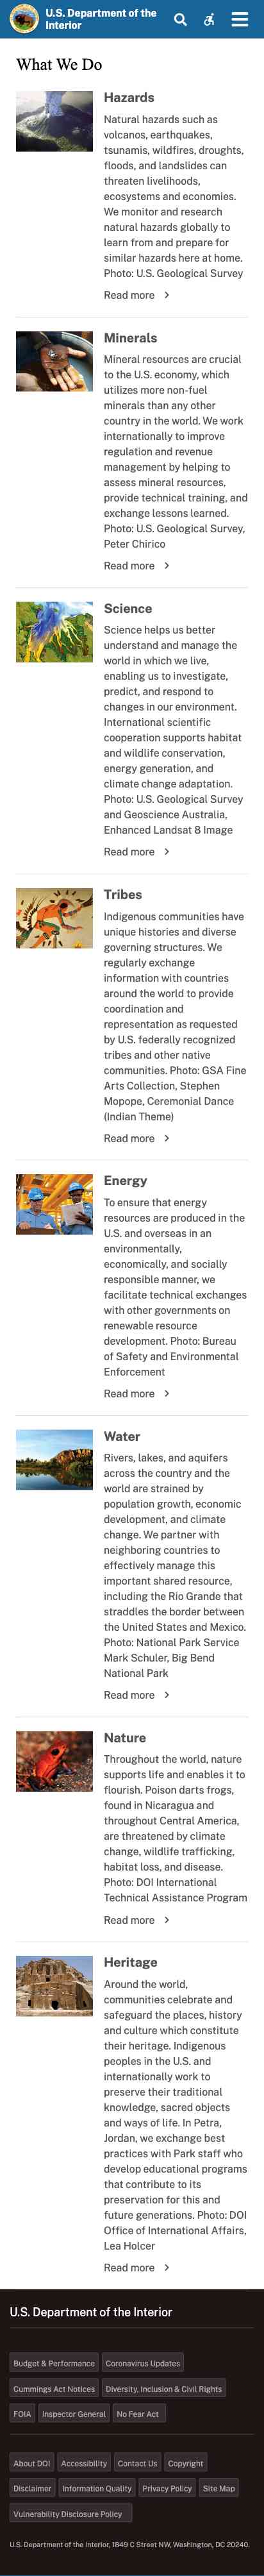 U.S. Department of the
Interior
What We Do
Hazards
Natural hazards such as
volcanos, earthquakes,
tsunamis, wildfires, droughts,
floods, and landslides can
threaten livelihoods,
ecosystems and economies.
We monitor and research
natural hazards globally to
learn from and prepare for
similar hazards here at home.
Photo: U.S. Geological Survey
Read more
Minerals
Mineral resources are crucial
to the U.S. economy, which
utilizes more non-fuel
minerals than any other
country in the world. We work
internationally to improve
regulation and revenue
management by helping to
assess mineral resources,
provide technical training, and
exchange lessons learned.
Photo: U.S. Geological Survey,
Peter Chirico
Read more
Science
Science helps us better
understand and manage the
world in which we live,
enabling us to investigate,
predict, and respond to
changes in our environment.
International scientific
cooperation supports habitat
and wildlife conservation,
energy generation, and
climate change adaptation.
Photo: U.S. Geological Survey
and Geoscience Australia,
Enhanced Landsat 8 Image
Read more
Tribes
Indigenous communities have
unique histories and diverse
governing structures. We
regularly exchange
information with countries
around the world to provide
coordination and
representation as requested
by U.S. federally recognized
tribes and other native
communities. Photo: GSA Fine
Arts Collection, Stephen
Mopope, Ceremonial Dance
(Indian Theme)
Read more
Energy
To ensure that energy
resources are produced in the
U.S. and overseas in an
environmentally,
economically, and socially
responsible manner, we
facilitate technical exchanges
with other governments on
renewable resource
development. Photo: Bureau
of Safety and Environmental
Enforcement
Read more
Water
Rivers, lakes, and aquifers
across the country and the
world are strained by
population growth, economic
development, and climate
change. We partner with
neighboring countries to
effectively manage this
important shared resource,
including the Rio Grande that
straddles the border between
the United States and Mexico.
Photo: National Park Service
Mark Schuler, Big Bend
National Park
Read more
Nature
Throughout the world, nature
supports life and enables it to
flourish. Poison darts frogs,
found in Nicaragua and
throughout Central America,
are threatened by climate
change, wildlife trafficking,
habitat loss, and disease.
Photo: DOI International
Technical Assistance Program
Read more
Heritage
Around the world,
communities celebrate and
safeguard the places, history
and culture which constitute
their heritage. Indigenous
peoples in the U.S. and
internationally work to
preserve their traditional
knowledge, sacred objects
and ways of life. In Petra,
Jordan, we exchange best
practices with Park staff who
develop educational programs
that contribute to its
preservation for this and
future generations. Photo: DOI
Office of International Affairs,
Lea Holcer
Read more
U.S. Department of the Interior
Budget & Performance Coronavirus Updates
Cummings Act Notices Diversity, Inclusion & Civil Rights
FOIA Inspector General No Fear Act
About DOI Accessibility Contact Us Copyright
Disclaimer Information Quality Privacy Policy Site Map
Vulnerability Disclosure Policy
U.S. Department of the Interior, 1849 C Street NW, Washington, DC 20240.